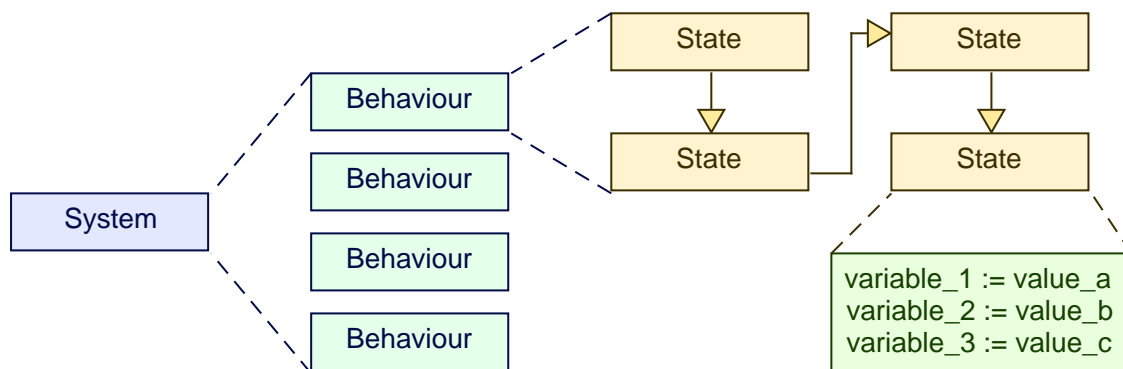 System
Behaviour
Behaviour
Behaviour
Behaviour
State
State
State
State
variable_1 := value_a
variable_2 := value_b
variable_3 := value_c